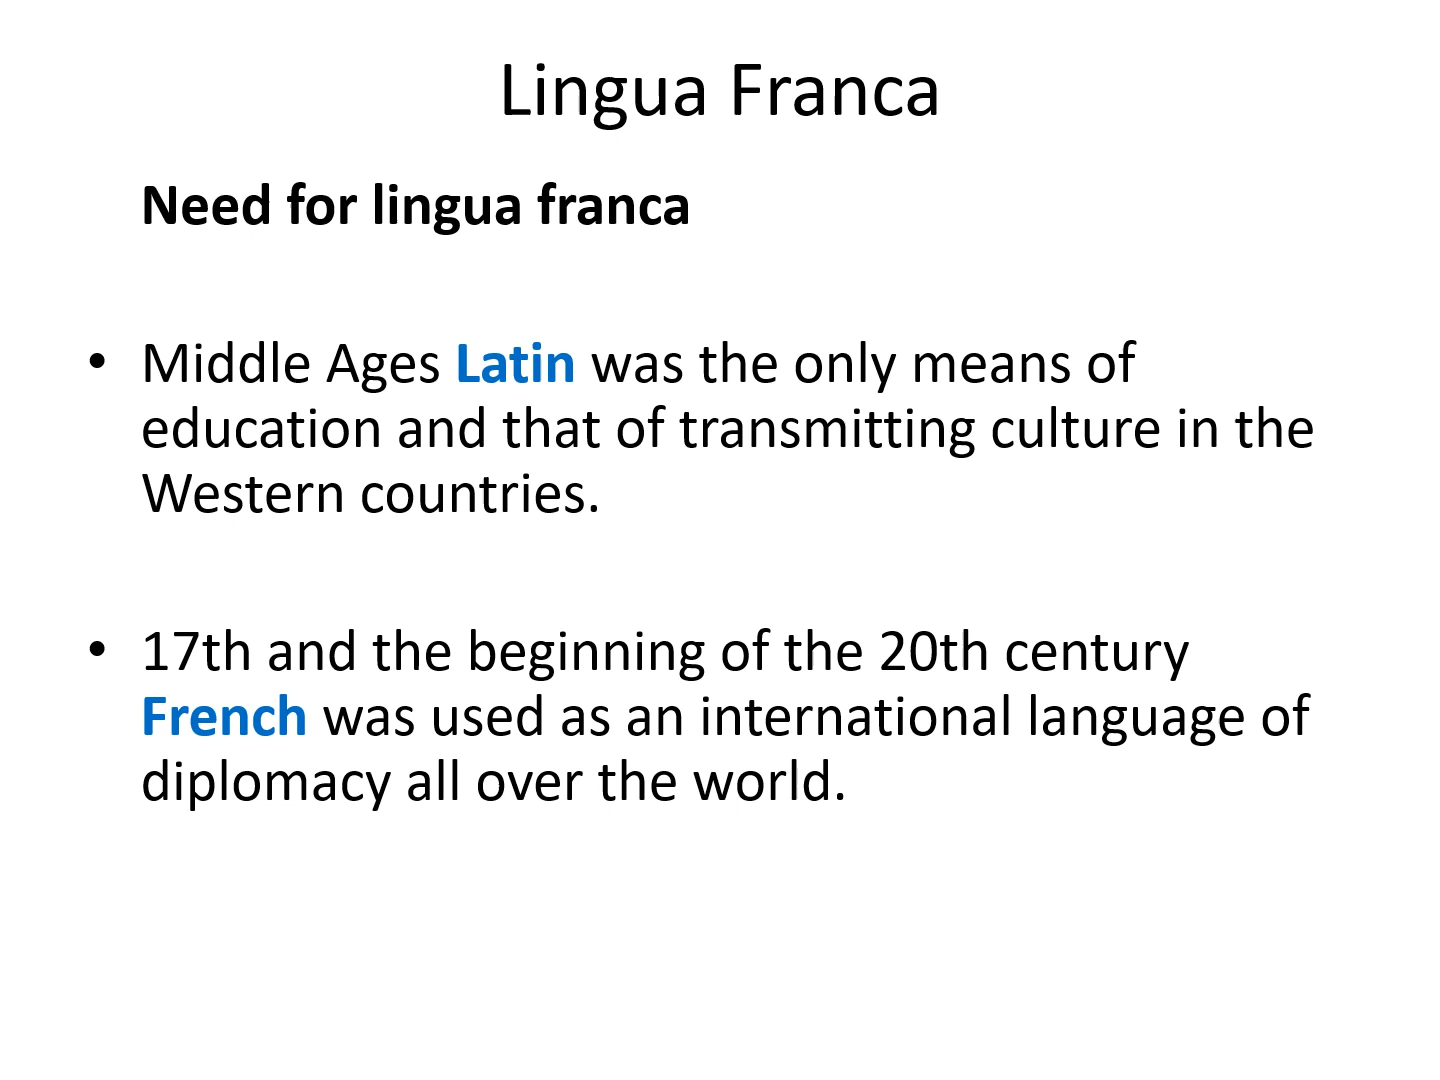 Lingua Franca
Need for lingua franca
• Middle Ages Latin was the only means of
education and that of transmitting culture in the
Western countries.
• 17th and the beginning of the 20th century
French was used as an international language of
diplomacy all over the world.